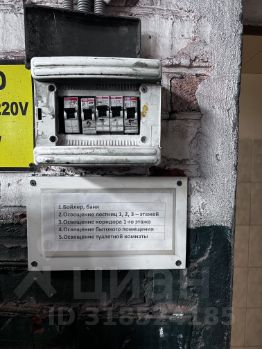 О
220V
1.Бойлер, баня
2.Освещение лестниц 1, 2, 3 – этажей
3.Освещение коридора 1-го этажа
4.Освещение бытового помещения
5.Освещение туалетной комнаты
циан